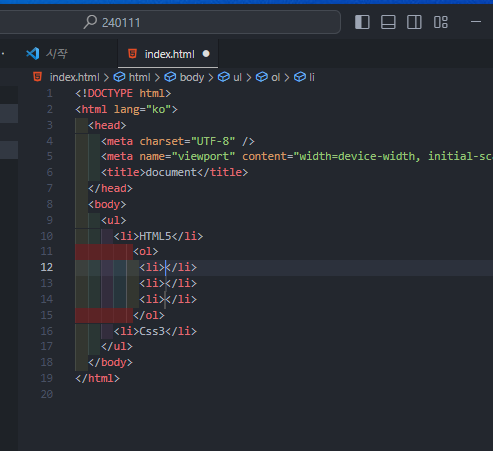 240111
시작
index.html
index.html > html > body > ul > ol > li
1 <!DOCTYPE html>
2 <html lang="ko">
3 <head>
4 <meta charset="UTF-8" />
5 <meta name="viewport" content="width=device-width, initial-sc
6 <title>document</title>
7 </head>
8 <body>
9 <ul>
10 <li>HTML5</li>
11 <ol>
12 <li></li>
13 <li></li>
14 <li></li>
15 </ol>
16 <li>Css3</li>
17 </ul>
18 </body>
19 </html>
20